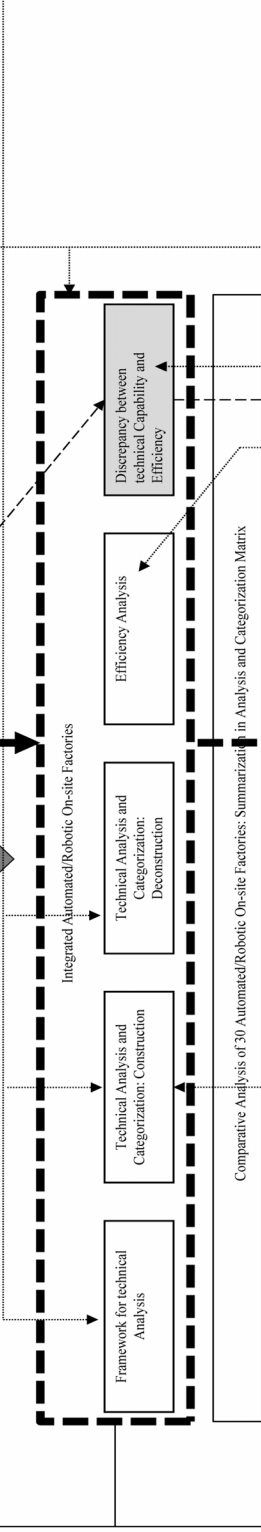 Integrated Automated/Robotic On-site Factories
Framework for technical
Analysis
Technical Analysis and
Categorization: Construction
Technical Analysis and
Categorization:
Deconstruction
Efficiency Analysis
Discrepancy between
technical Capability and
Efficiency
Comparative Analysis of 30 Automated/Robotic On-site Factories: Summarization in Analysis and Categorization Matrix